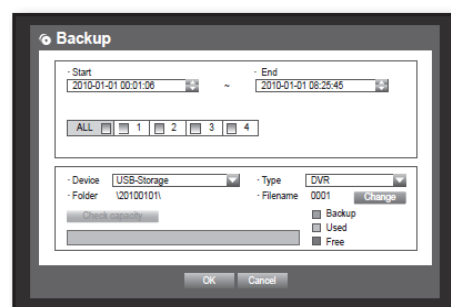 Backup
· Start
· End
2010-01-01 00:01:06
~
2010-01-01 08:25:45
ALL 1 2 3 4
· Device USB-Storage
· Type DVR
· Folder \20100101\
· Filename 0001 Change
Check capacity
Backup
Used
Free
OK Cancel